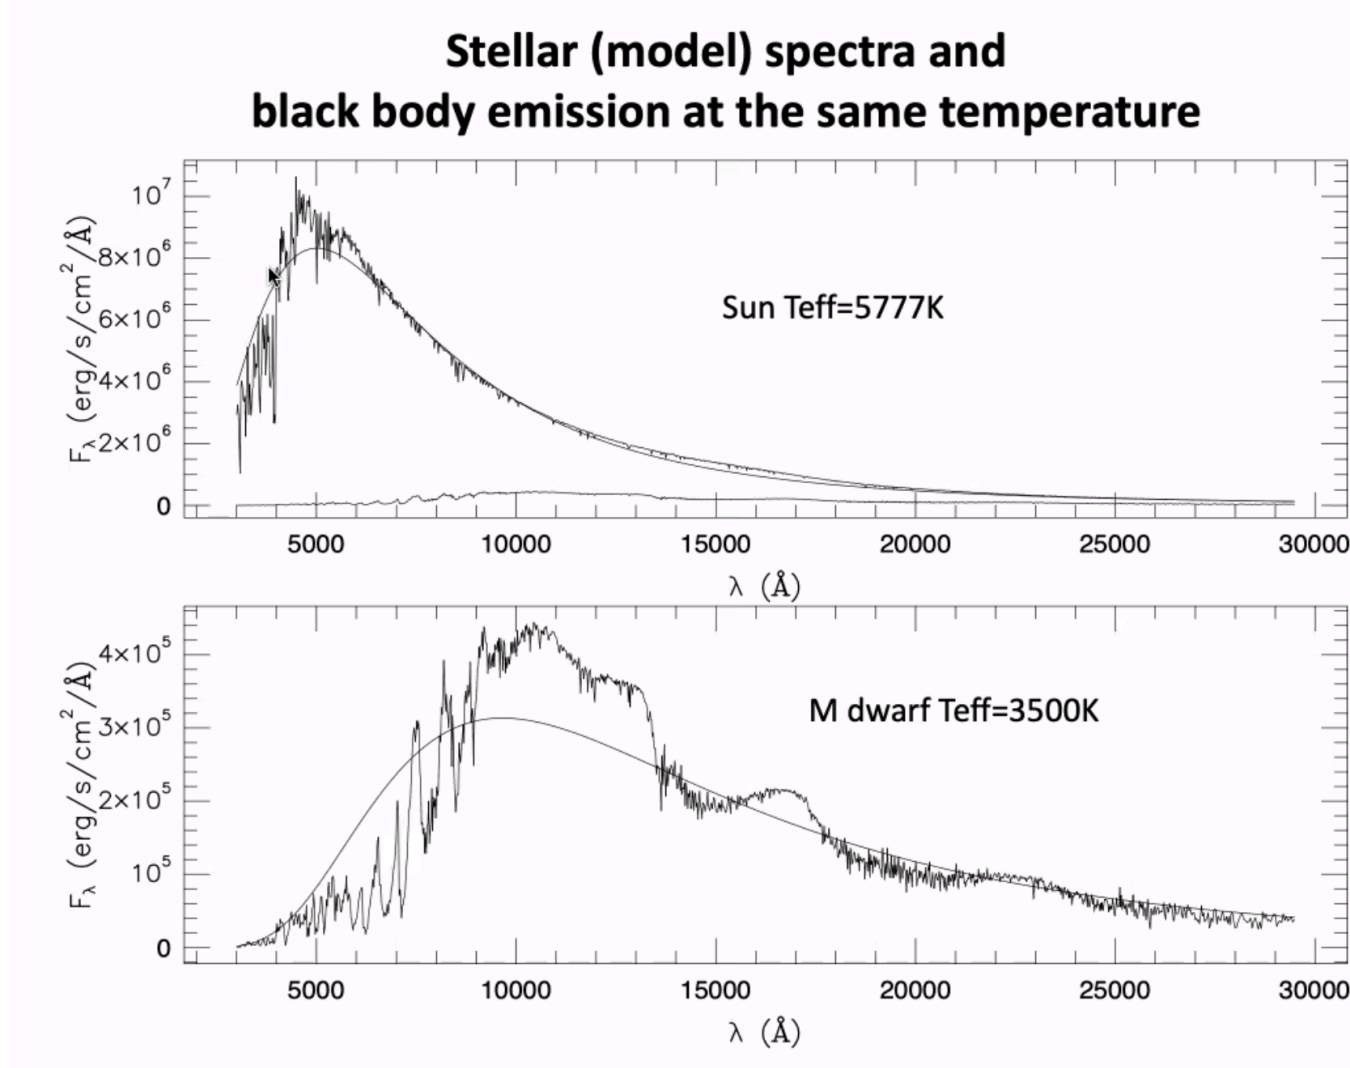 Stellar (model) spectra and
black body emission at the same temperature
F_λ (erg/s/cm²/Å)
10⁷
8×10⁶
6×10⁶
4×10⁶
2×10⁶
0
Sun Teff=5777K
5000 10000 15000 20000 25000 30000
λ (Å)
F_λ (erg/s/cm²/Å)
4×10⁵
3×10⁵
2×10⁵
10⁵
0
M dwarf Teff=3500K
5000 10000 15000 20000 25000 30000
λ (Å)